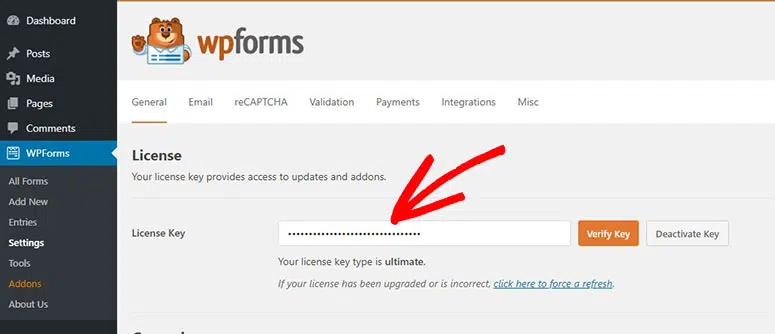 Dashboard
Posts
Media
Pages
Comments
WPForms
All Forms
Add New
Entries
Settings
Tools
Addons
About Us
wpforms
General Email reCAPTCHA Validation Payments Integrations Misc
License
Your license key provides access to updates and addons.
License Key •••••••••••••••••••••••••••••••• Verify Key Deactivate Key
Your license key type is ultimate.
If your license has been upgraded or is incorrect, click here to force a refresh.